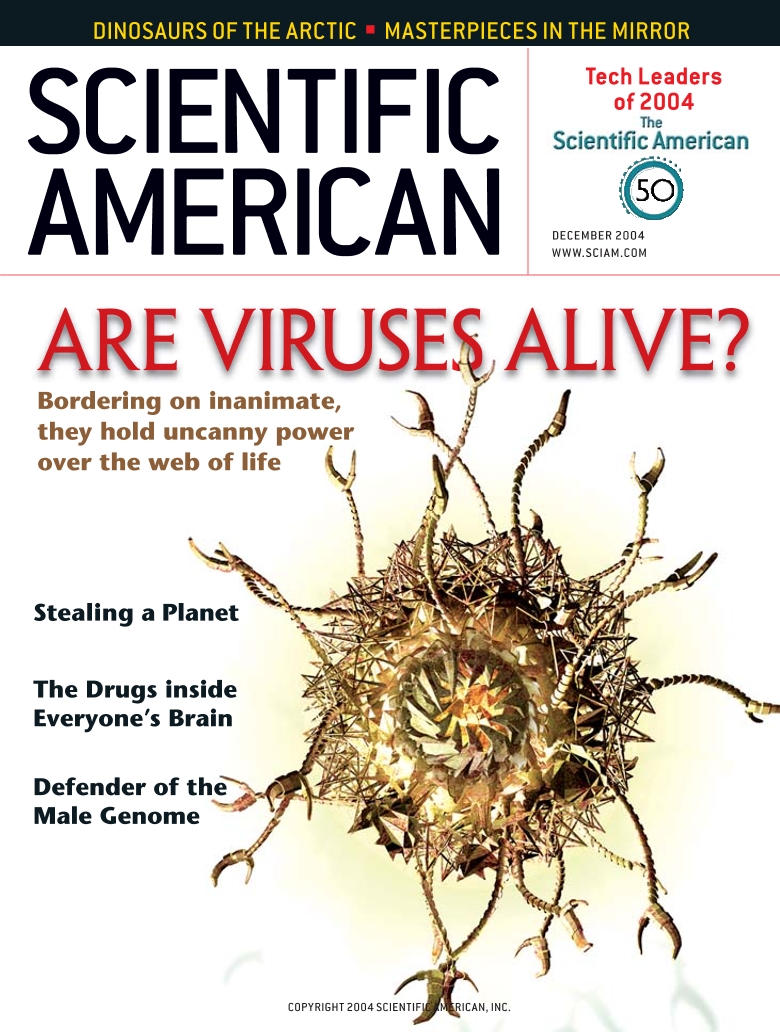 DINOSAURS OF THE ARCTIC ▪ MASTERPIECES IN THE MIRROR
SCIENTIFIC
AMERICAN
Tech Leaders
of 2004
The
Scientific American
50
DECEMBER 2004
WWW.SCIAM.COM
ARE VIRUSES ALIVE?
Bordering on inanimate,
they hold uncanny power
over the web of life
Stealing a Planet
The Drugs inside
Everyone's Brain
Defender of the
Male Genome
COPYRIGHT 2004 SCIENTIFIC AMERICAN, INC.